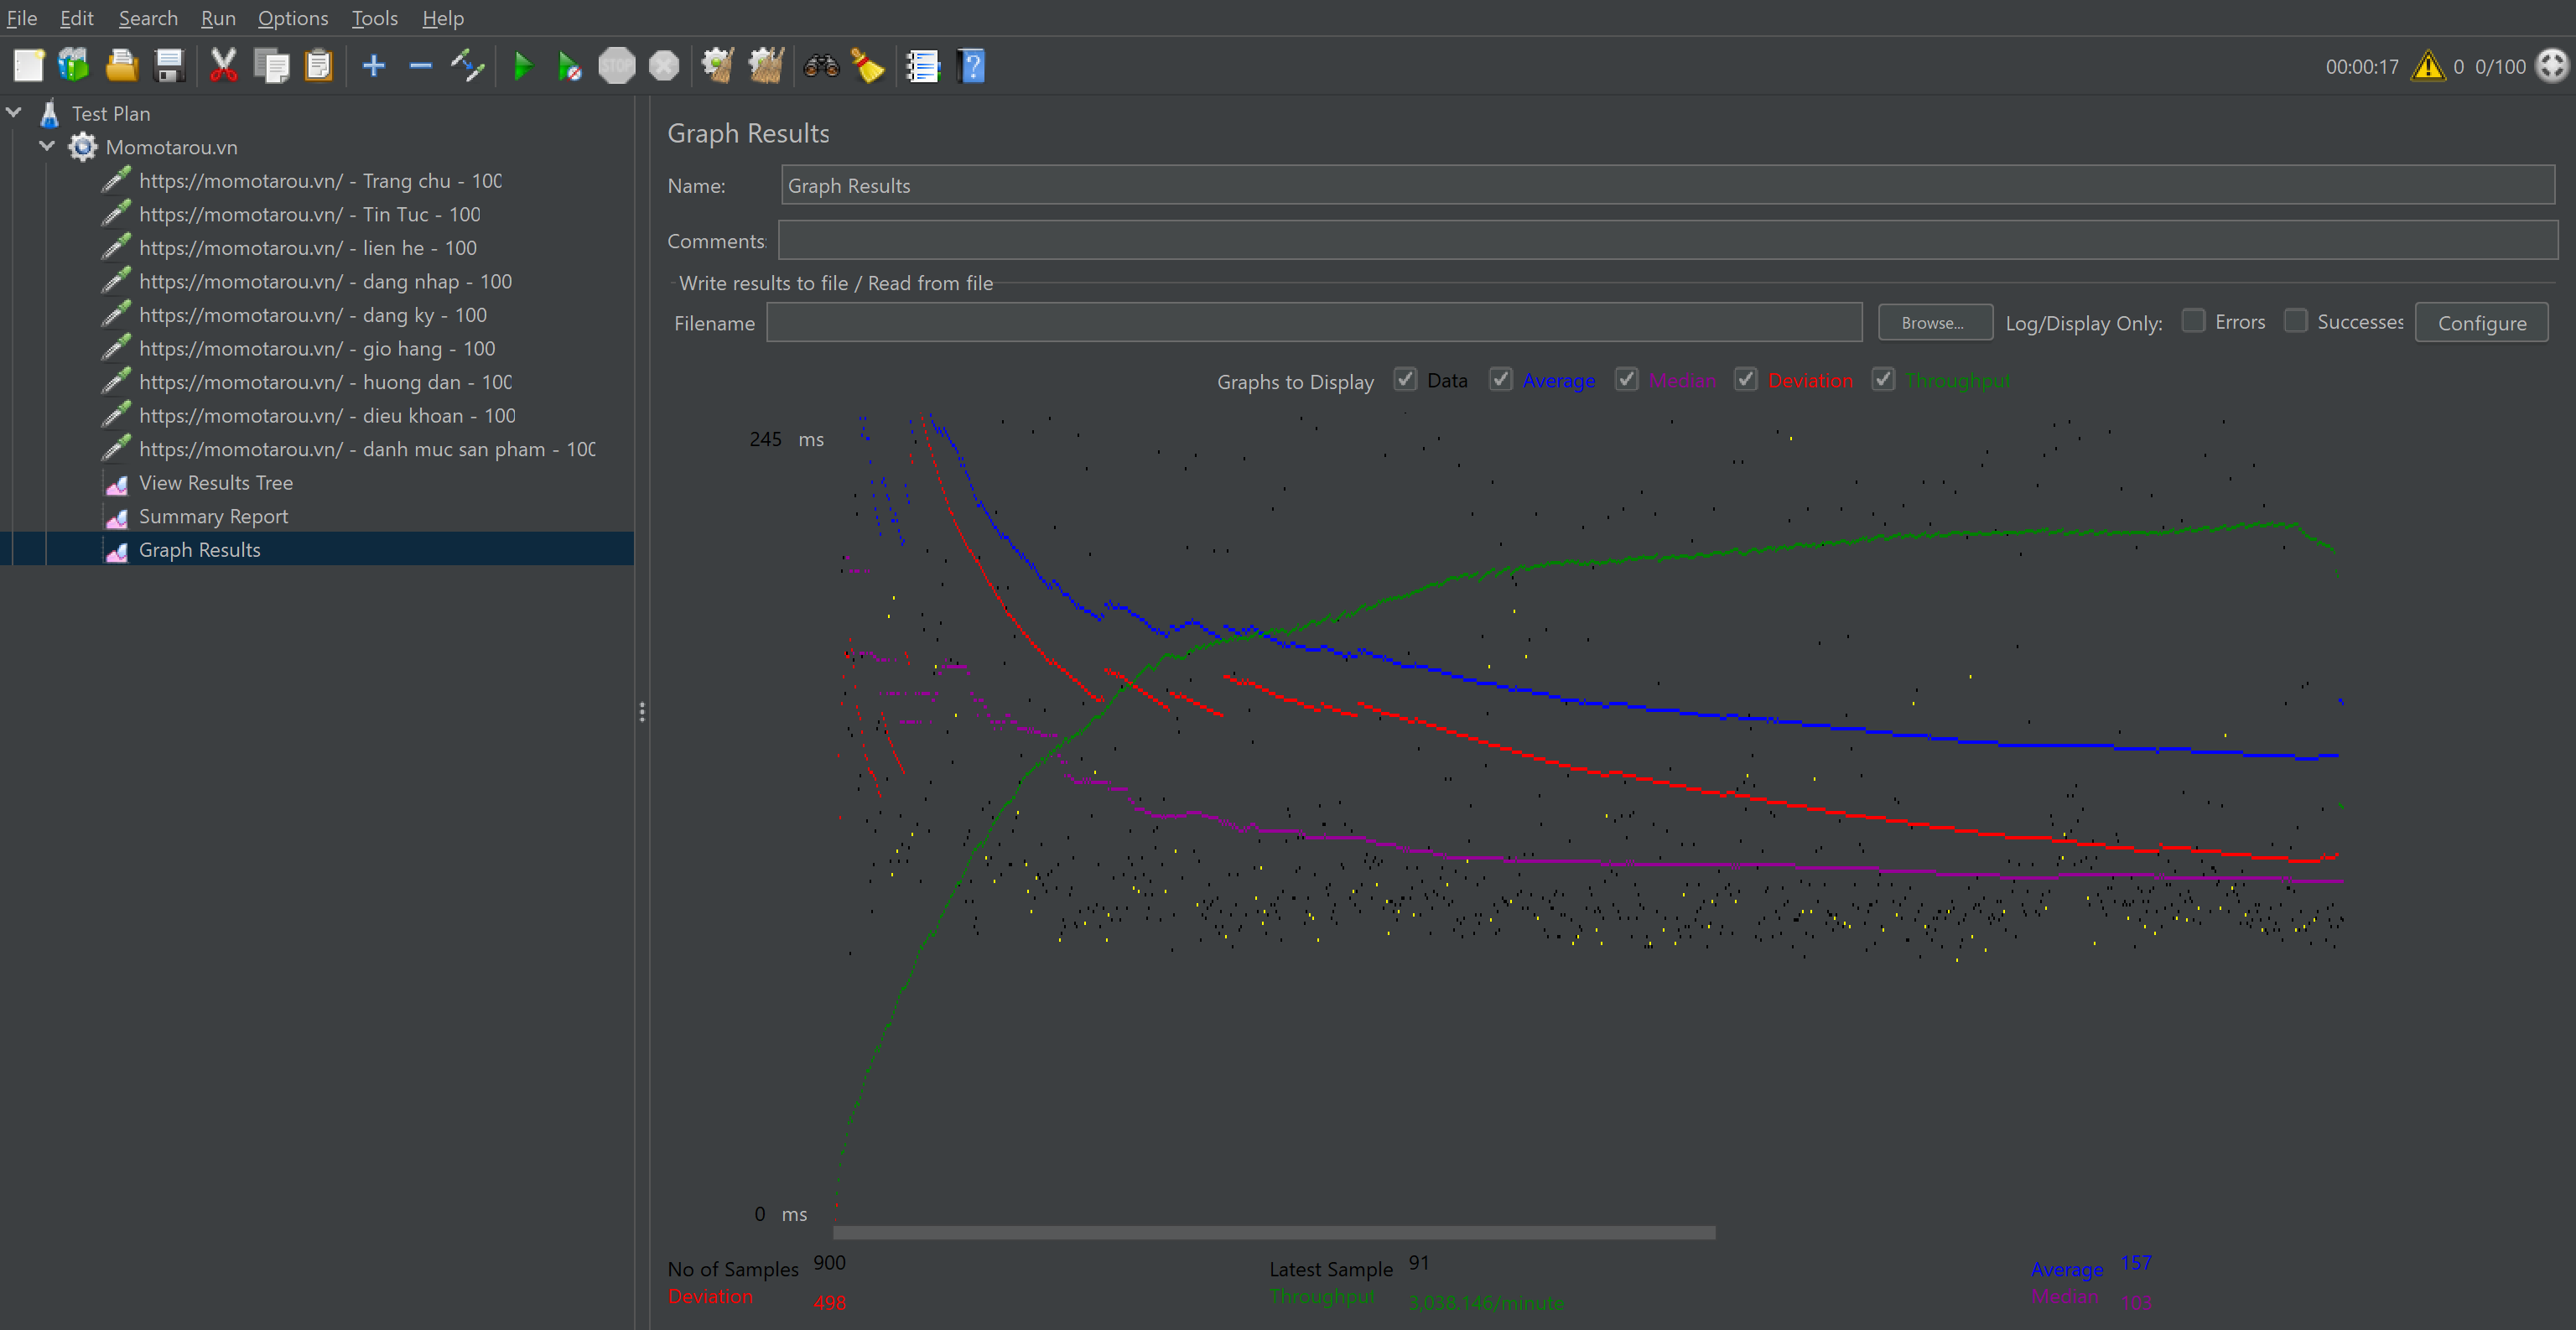 File Edit Search Run Options Tools Help
STOP
00:00:17 0 0/100
Test Plan
Momotarou.vn
https://momotarou.vn/ - Trang chu - 100
https://momotarou.vn/ - Tin Tuc - 100
https://momotarou.vn/ - lien he - 100
https://momotarou.vn/ - dang nhap - 100
https://momotarou.vn/ - dang ky - 100
https://momotarou.vn/ - gio hang - 100
https://momotarou.vn/ - huong dan - 100
https://momotarou.vn/ - dieu khoan - 100
https://momotarou.vn/ - danh muc san pham - 100
View Results Tree
Summary Report
Graph Results
Graph Results
Name: Graph Results
Comments:
Write results to file / Read from file
Filename Browse... Log/Display Only: Errors Successes Configure
Graphs to Display Data Average Median Deviation Throughput
245 ms
0 ms
No of Samples 900 Latest Sample 91 Average 157
Deviation 498 Throughput 3,038.146/minute Median 103